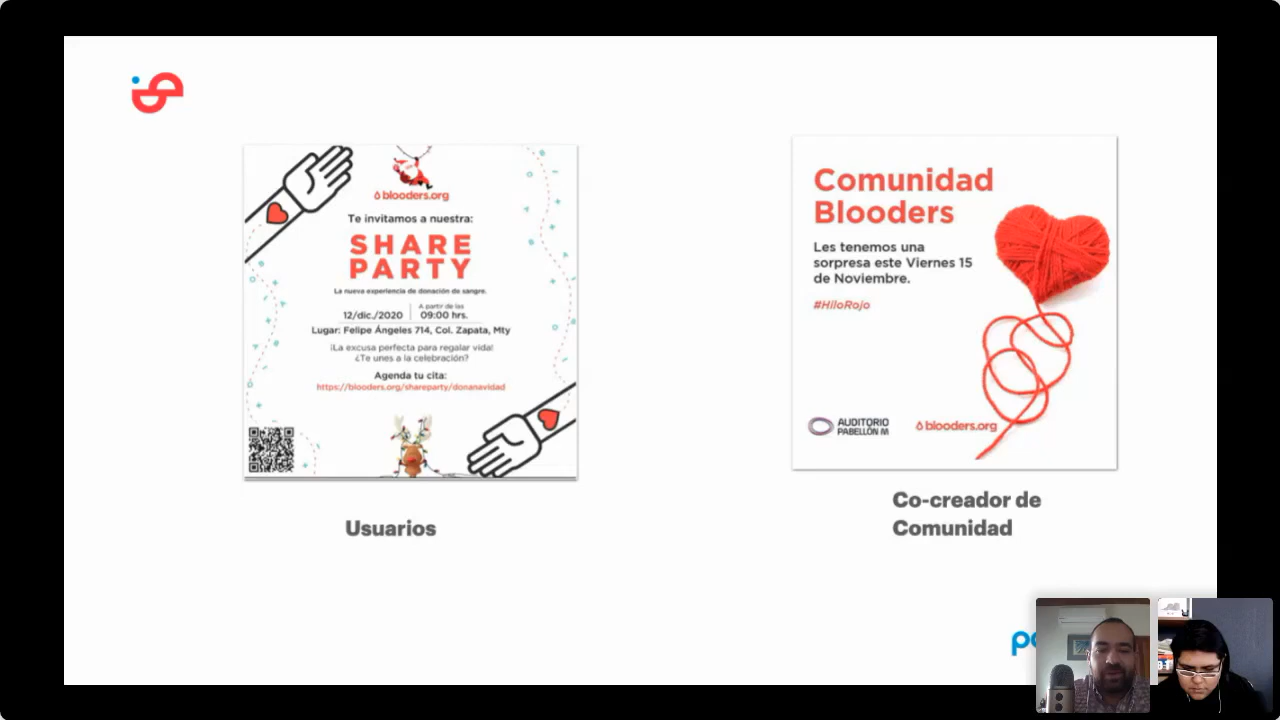 blooders.org
Te invitamos a nuestra:
SHARE
PARTY
La nueva experiencia de donación de sangre.
12/dic./2020
A partir de las
09:00 hrs.
Lugar: Felipe Ángeles 714, Col. Zapata, Mty
¡La excusa perfecta para regalar vida!
¿Te unes a la celebración?
Agenda tu cita:
https://blooders.org/shareparty/donanavidad
Usuarios
Comunidad
Blooders
Les tenemos una
sorpresa este Viernes 15
de Noviembre.
#HiloRojo
AUDITORIO
PABELLÓN M
blooders.org
Co-creador de
Comunidad